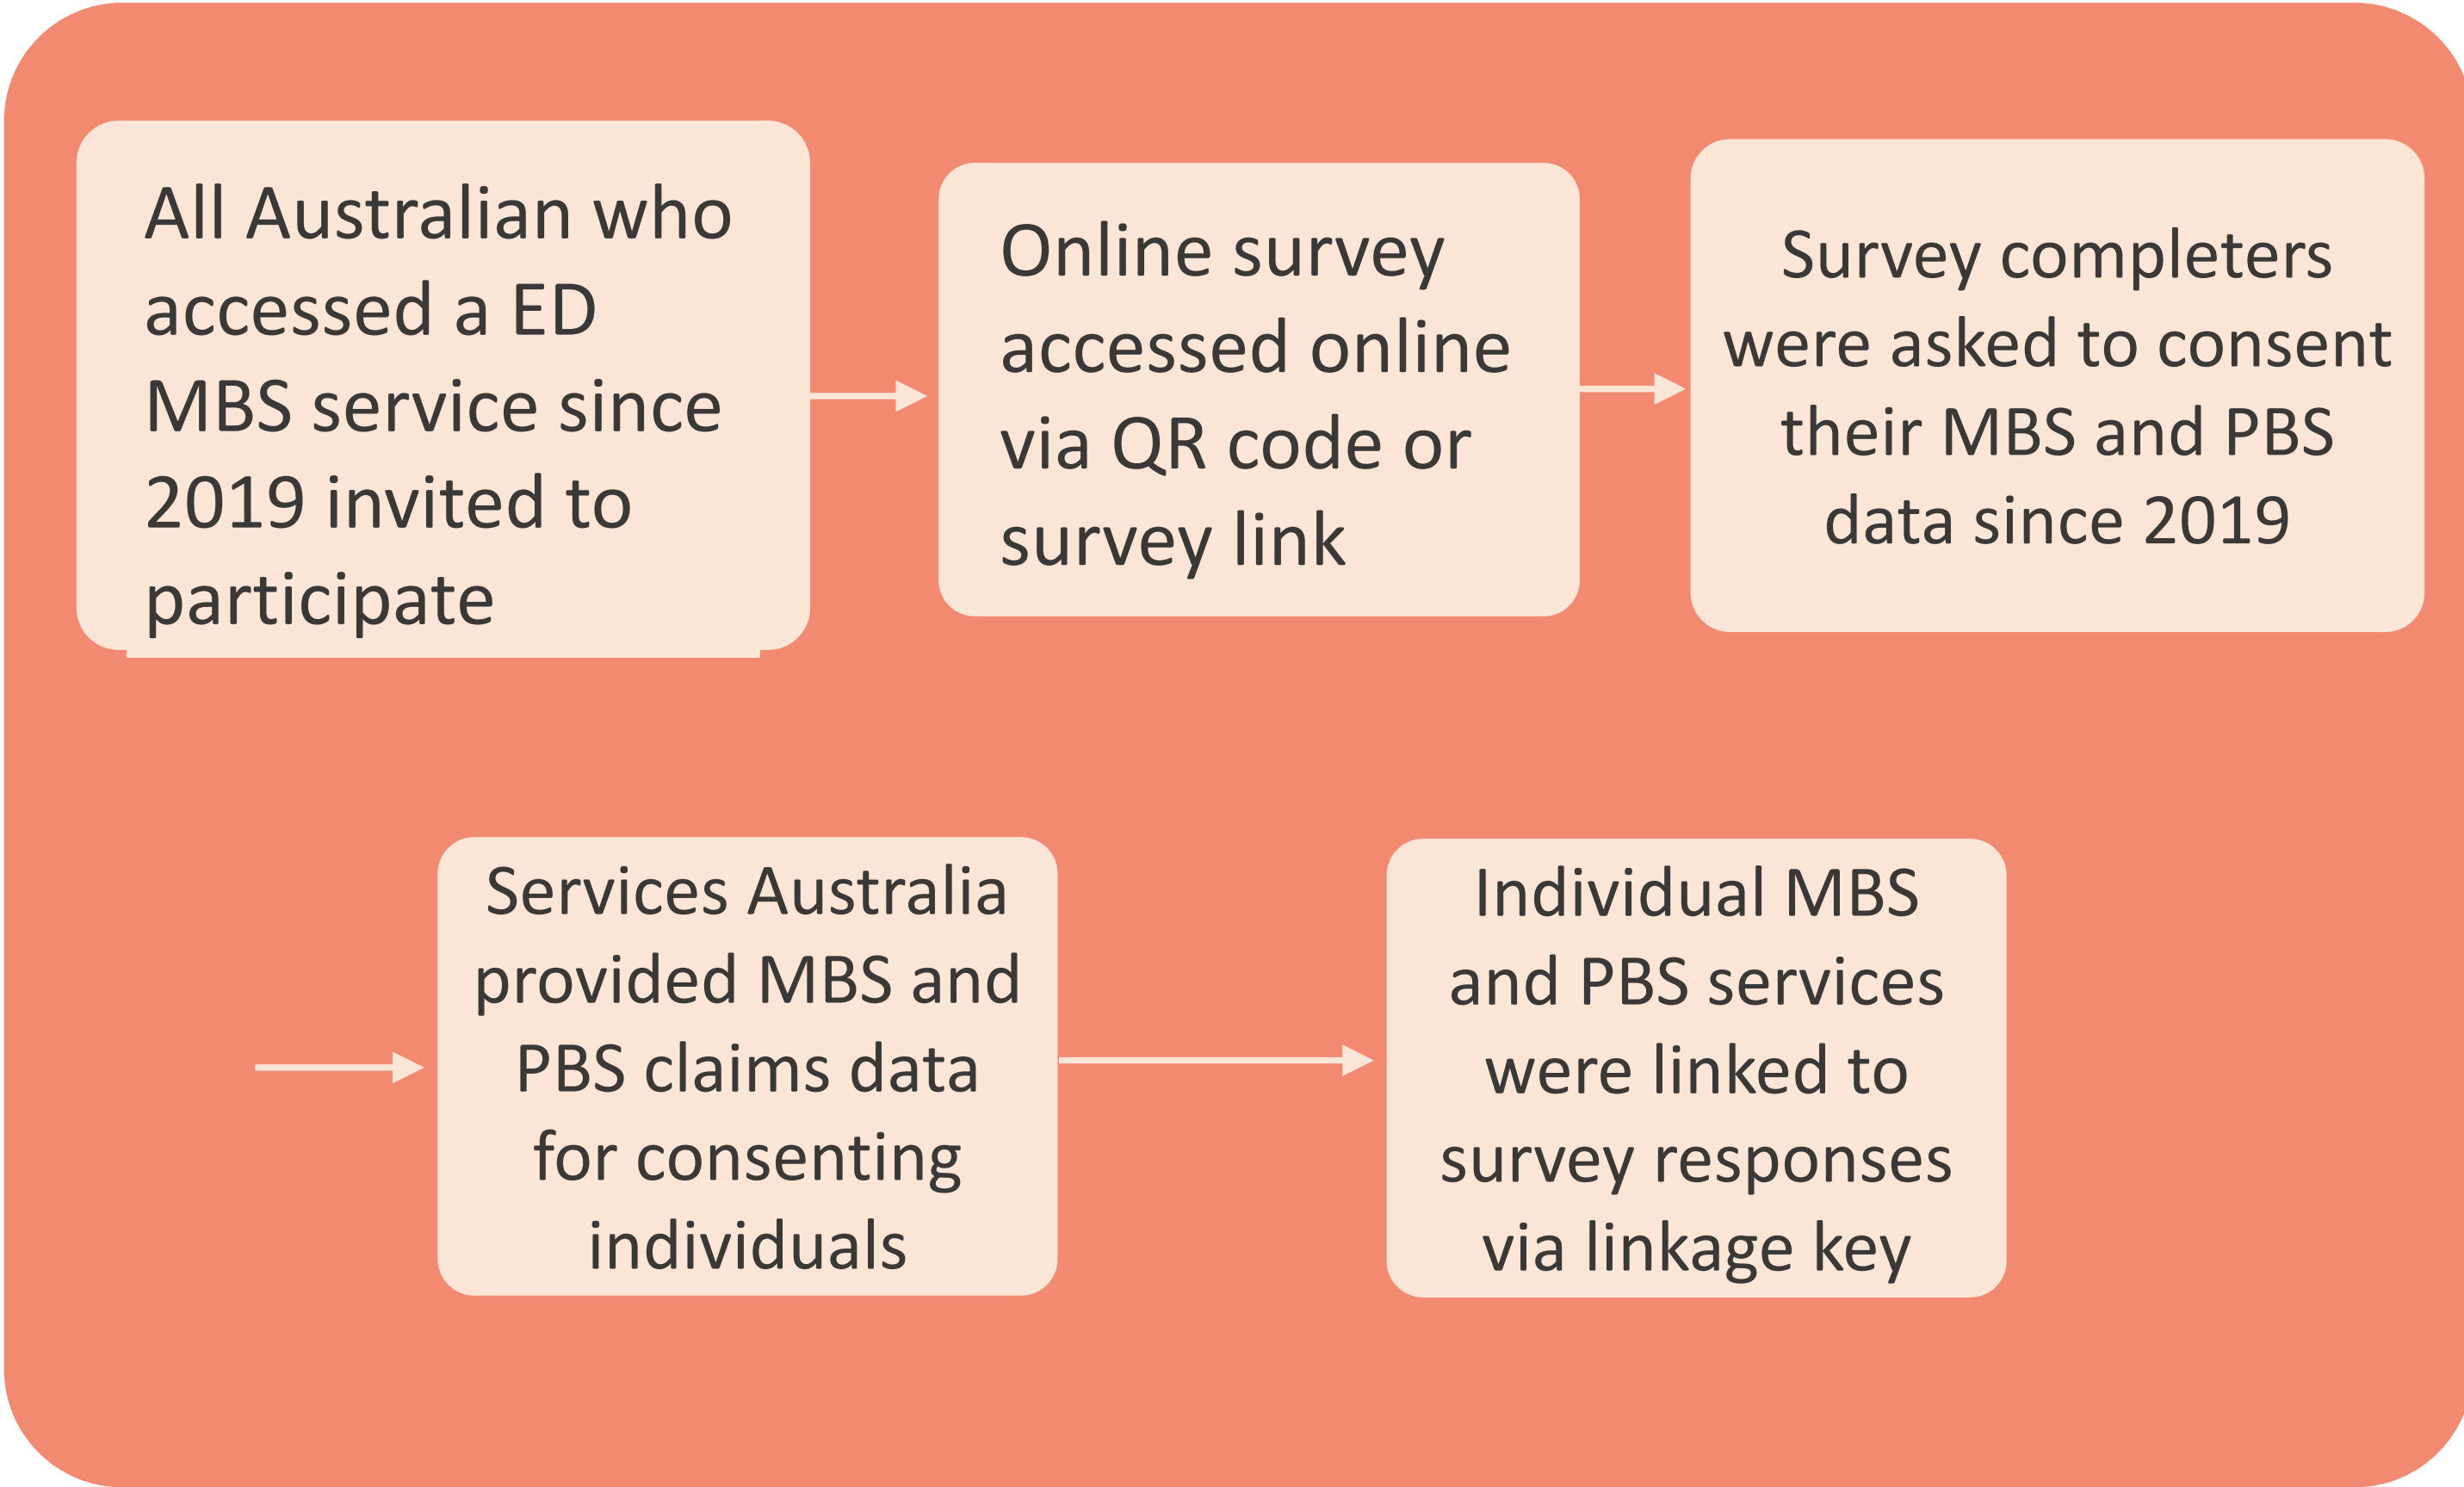 All Australian who
accessed a ED
MBS service since
2019 invited to
participate
Online survey
accessed online
via QR code or
survey link
Survey completers
were asked to consent
their MBS and PBS
data since 2019
Services Australia
provided MBS and
PBS claims data
for consenting
individuals
Individual MBS
and PBS services
were linked to
survey responses
via linkage key